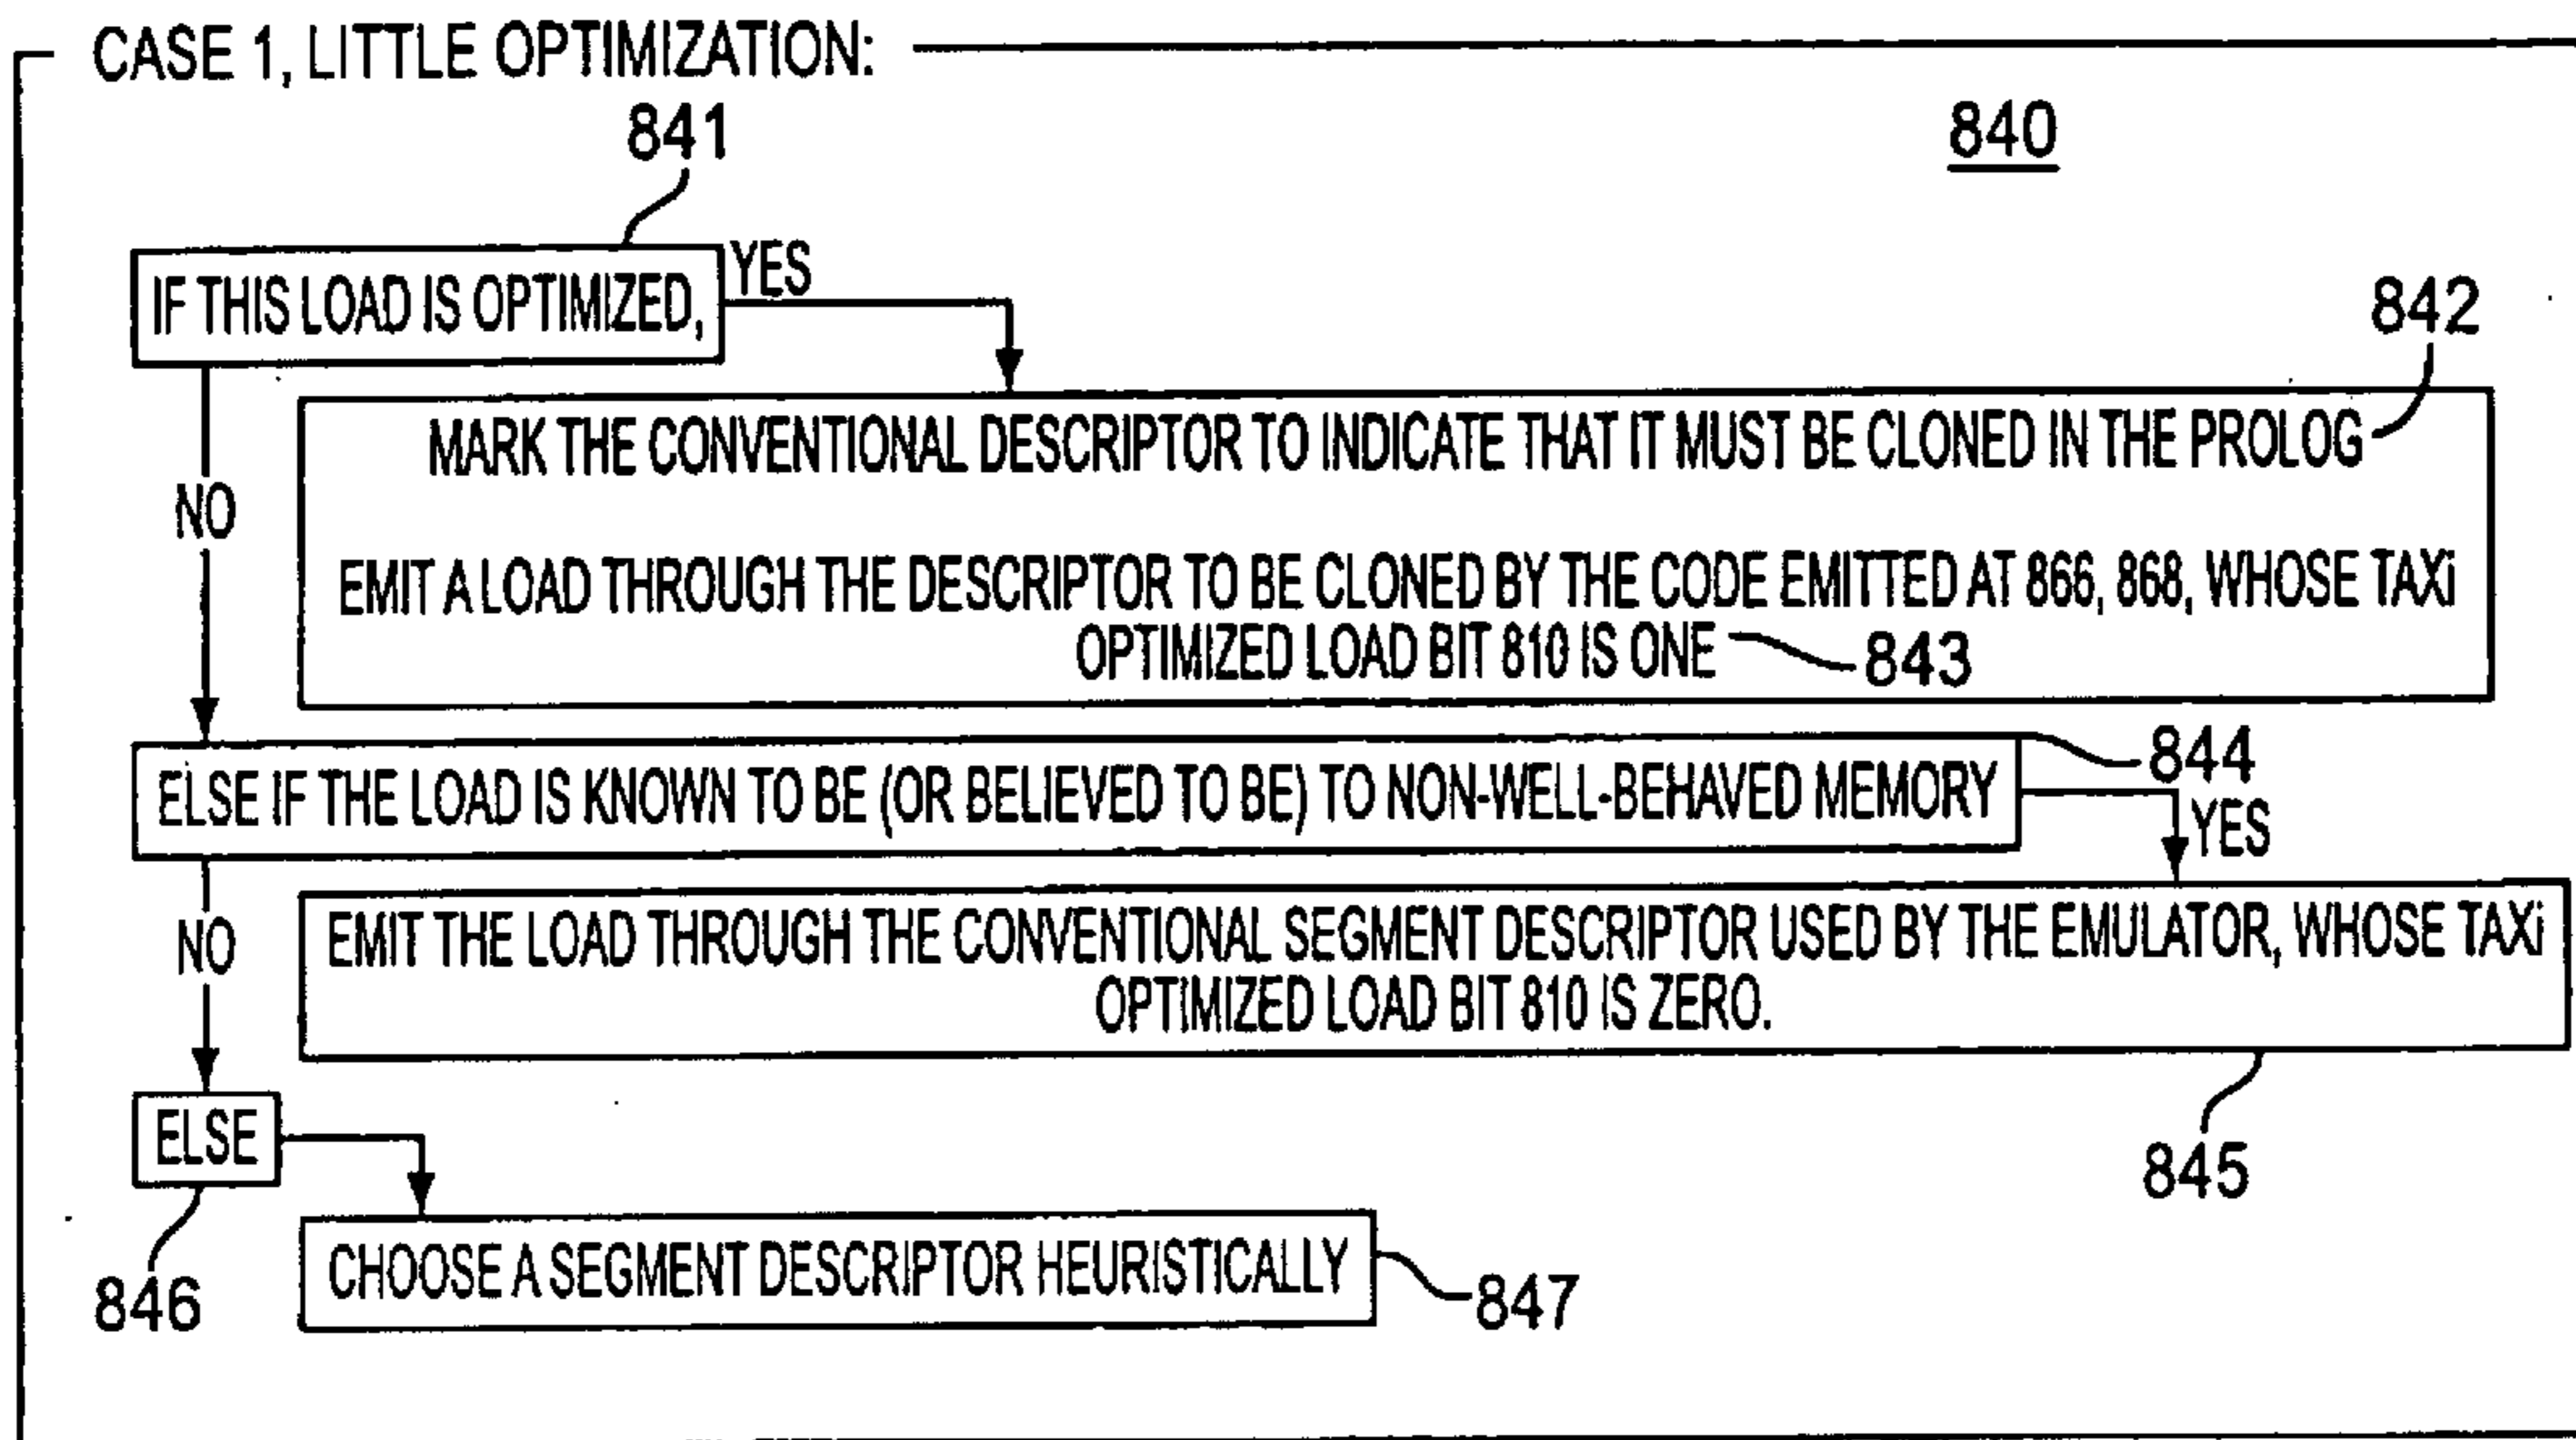 CASE 1, LITTLE OPTIMIZATION:
841
840
IF THIS LOAD IS OPTIMIZED,
YES
842
MARK THE CONVENTIONAL DESCRIPTOR TO INDICATE THAT IT MUST BE CLONED IN THE PROLOG
NO
EMIT A LOAD THROUGH THE DESCRIPTOR TO BE CLONED BY THE CODE EMITTED AT 866, 868, WHOSE TAXi
OPTIMIZED LOAD BIT 810 IS ONE
843
844
ELSE IF THE LOAD IS KNOWN TO BE (OR BELIEVED TO BE) TO NON-WELL-BEHAVED MEMORY
YES
NO
EMIT THE LOAD THROUGH THE CONVENTIONAL SEGMENT DESCRIPTOR USED BY THE EMULATOR, WHOSE TAXi
OPTIMIZED LOAD BIT 810 IS ZERO.
845
ELSE
846
CHOOSE A SEGMENT DESCRIPTOR HEURISTICALLY
847